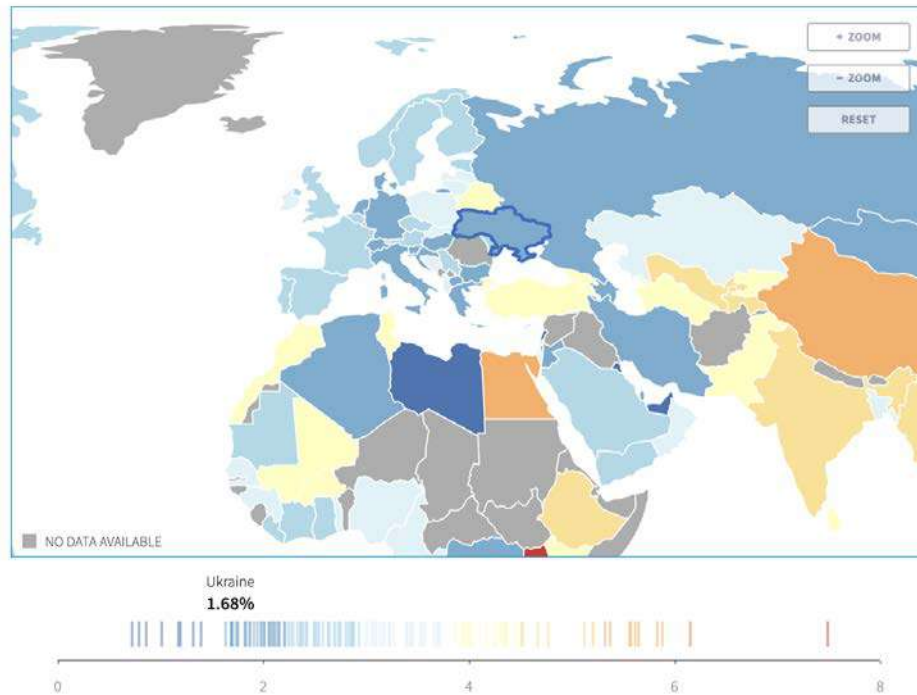 + ZOOM
− ZOOM
RESET
NO DATA AVAILABLE
Ukraine
1.68%
0 2 4 6 8